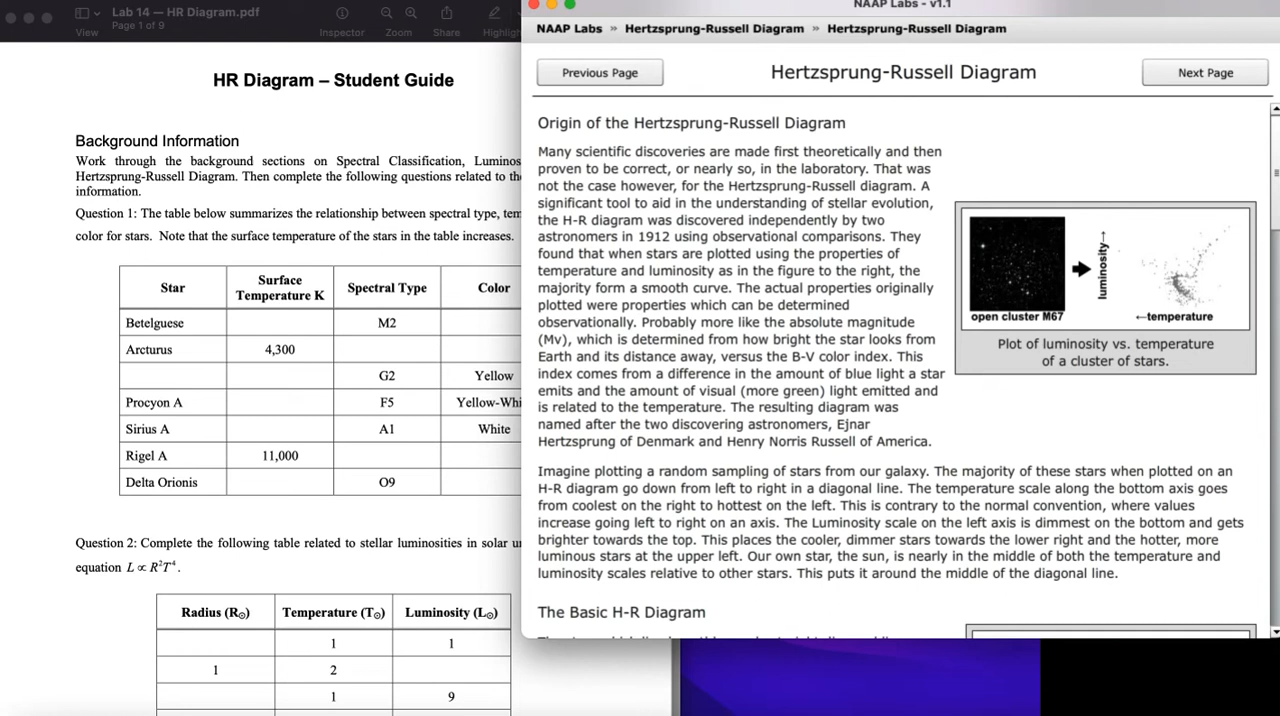 Lab 14 — HR Diagram.pdf
Page 1 of 9
View
Inspector
Zoom
Share
Highligh
HR Diagram – Student Guide
Background Information
Work through the background sections on Spectral Classification, Luminos
Hertzsprung-Russell Diagram. Then complete the following questions related to the
information.
Question 1: The table below summarizes the relationship between spectral type, tem
color for stars. Note that the surface temperature of the stars in the table increases.
Star
Surface Temperature K
Spectral Type
Color
Betelguese M2
Arcturus 4,300
G2 Yellow
Procyon A F5 Yellow-Whi
Sirius A A1 White
Rigel A 11,000
Delta Orionis O9
Question 2: Complete the following table related to stellar luminosities in solar u
equation L ∝ R²T⁴.
Radius (R⊙) Temperature (T⊙) Luminosity (L⊙)
1 1
1 2
1 9
NAAP Labs - v1.1
NAAP Labs » Hertzsprung-Russell Diagram » Hertzsprung-Russell Diagram
Previous Page
Hertzsprung-Russell Diagram
Next Page
Origin of the Hertzsprung-Russell Diagram
Many scientific discoveries are made first theoretically and then
proven to be correct, or nearly so, in the laboratory. That was
not the case however, for the Hertzsprung-Russell diagram. A
significant tool to aid in the understanding of stellar evolution,
the H-R diagram was discovered independently by two
astronomers in 1912 using observational comparisons. They
found that when stars are plotted using the properties of
temperature and luminosity as in the figure to the right, the
majority form a smooth curve. The actual properties originally
plotted were properties which can be determined
observationally. Probably more like the absolute magnitude
(Mv), which is determined from how bright the star looks from
Earth and its distance away, versus the B-V color index. This
index comes from a difference in the amount of blue light a star
emits and the amount of visual (more green) light emitted and
is related to the temperature. The resulting diagram was
named after the two discovering astronomers, Ejnar
Hertzsprung of Denmark and Henry Norris Russell of America.
open cluster M67
luminosity→
←temperature
Plot of luminosity vs. temperature
of a cluster of stars.
Imagine plotting a random sampling of stars from our galaxy. The majority of these stars when plotted on an
H-R diagram go down from left to right in a diagonal line. The temperature scale along the bottom axis goes
from coolest on the right to hottest on the left. This is contrary to the normal convention, where values
increase going left to right on an axis. The Luminosity scale on the left axis is dimmest on the bottom and gets
brighter towards the top. This places the cooler, dimmer stars towards the lower right and the hotter, more
luminous stars at the upper left. Our own star, the sun, is nearly in the middle of both the temperature and
luminosity scales relative to other stars. This puts it around the middle of the diagonal line.
The Basic H-R Diagram